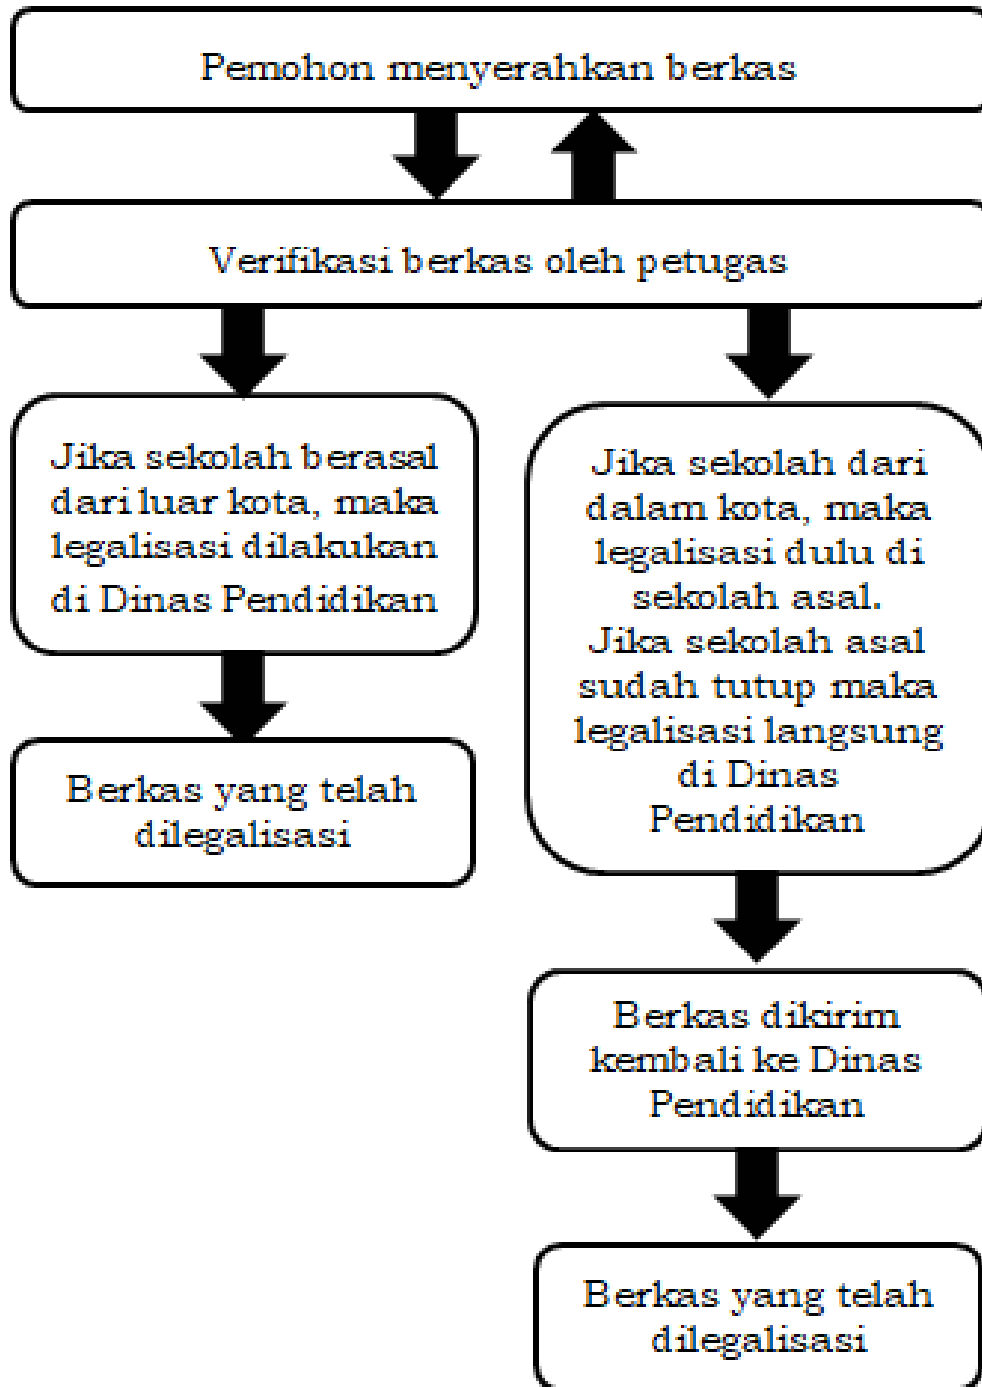 Pemohon menyerahkan berkas
Verifikasi berkas oleh petugas
Jika sekolah berasal
dari luar kota, maka
legalisasi dilakukan
di Dinas Pendidikan
Berkas yang telah
dilegalisasi
Jika sekolah dari
dalam kota, maka
legalisasi dulu di
sekolah asal.
Jika sekolah asal
sudah tutup maka
legalisasi langsung
di Dinas
Pendidikan
Berkas dikirim
kembali ke Dinas
Pendidikan
Berkas yang telah
dilegalisasi